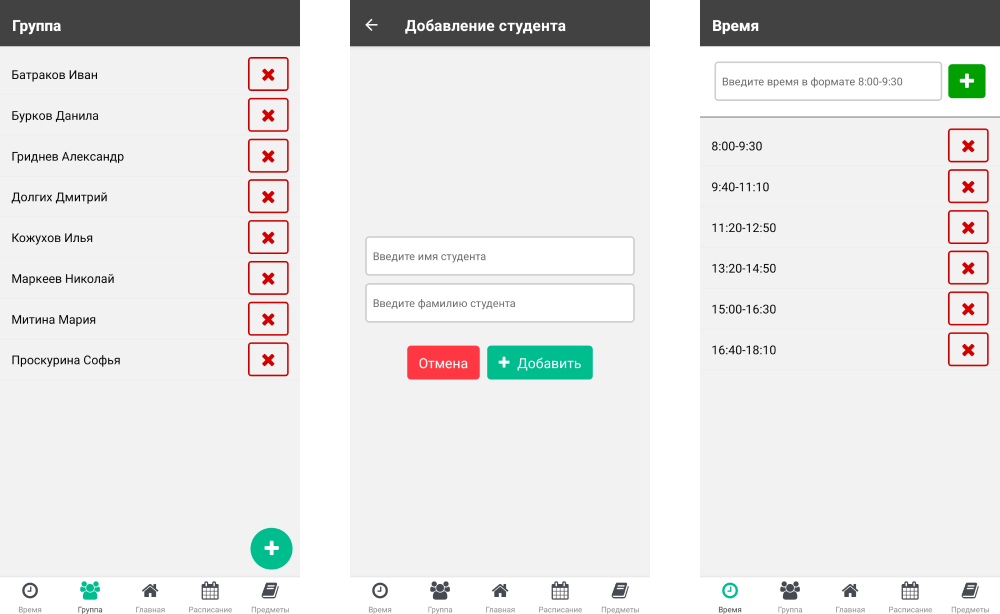 Группа
Батраков Иван
Бурков Данила
Гриднев Александр
Долгих Дмитрий
Кожухов Илья
Маркеев Николай
Митина Мария
Проскурина Софья
Время
Группа
Главная
Расписание
Предметы
Добавление студента
Введите имя студента
Введите фамилию студента
Отмена
Добавить
Время
Группа
Главная
Расписание
Предметы
Время
Введите время в формате 8:00-9:30
8:00-9:30
9:40-11:10
11:20-12:50
13:20-14:50
15:00-16:30
16:40-18:10
Время
Группа
Главная
Расписание
Предметы